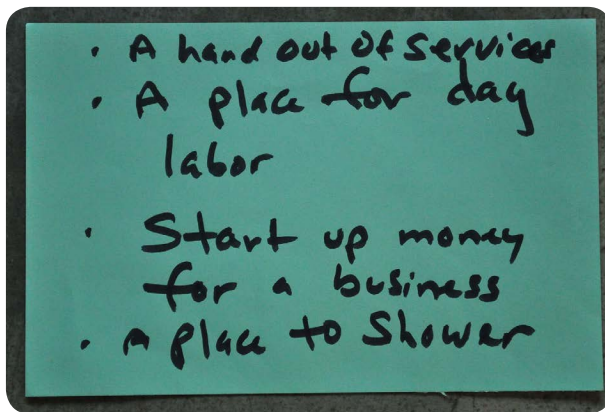 · A hand out of services
· A place for day
labor
· Start up money
for a business
· A place to Shower